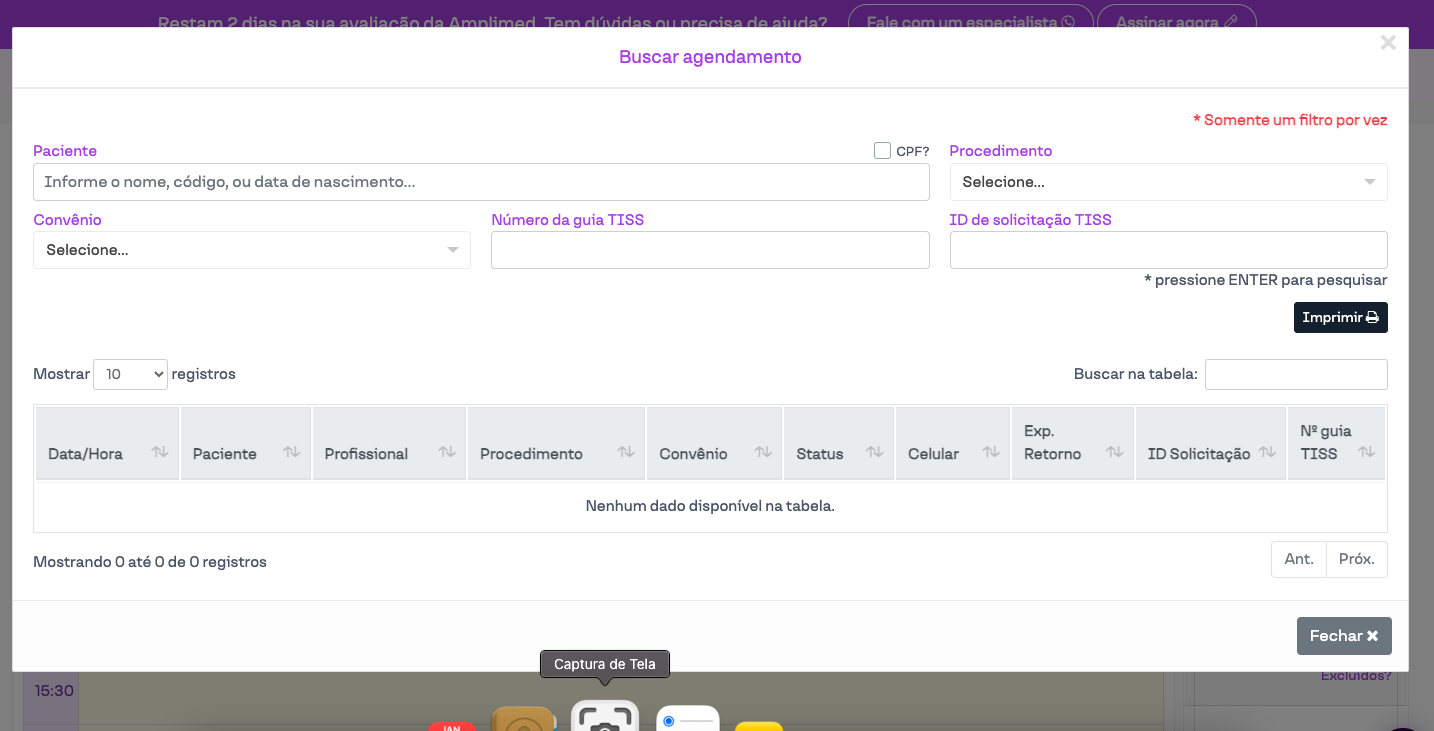 Restam 2 dias na sua avaliação da Amplimed. Tem dúvidas ou precisa de ajuda?
Fale com um especialista
Assinar agora
Buscar agendamento
* Somente um filtro por vez
Paciente
CPF?
Procedimento
Informe o nome, código, ou data de nascimento...
Selecione...
Convênio
Número da guia TISS
ID de solicitação TISS
Selecione...
* pressione ENTER para pesquisar
Imprimir
Mostrar 10 registros
Buscar na tabela:
Data/Hora
Paciente
Profissional
Procedimento
Convênio
Status
Celular
Exp.
Retorno
ID Solicitação
Nº guia
TISS
Nenhum dado disponível na tabela.
Mostrando 0 até 0 de 0 registros
Ant.
Próx.
Fechar
Captura de Tela
15:30
Excluídos?
JAN